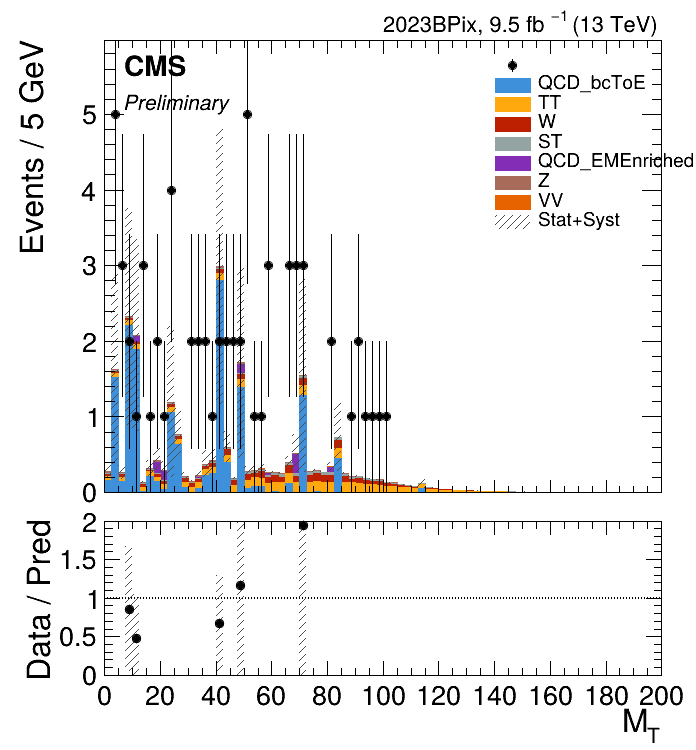 2023BPix, 9.5 fb⁻¹ (13 TeV)
CMS
Preliminary
Events / 5 GeV
5
4
3
2
1
0
QCD_bcToE
TT
W
ST
QCD_EMEnriched
Z
VV
Stat+Syst
Data / Pred
2
1.5
1
0.5
0
0 20 40 60 80 100 120 140 160 180 200
M_T